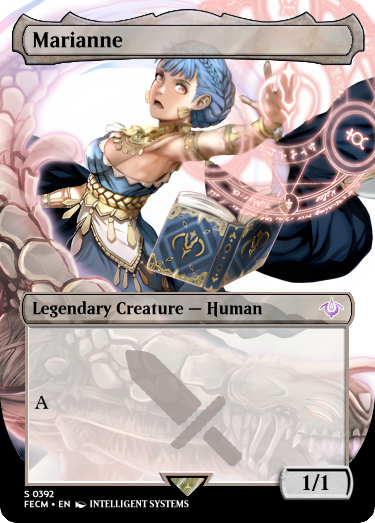 Marianne
Legendary Creature — Human
A
1/1
S 0392
FECM • EN INTELLIGENT SYSTEMS